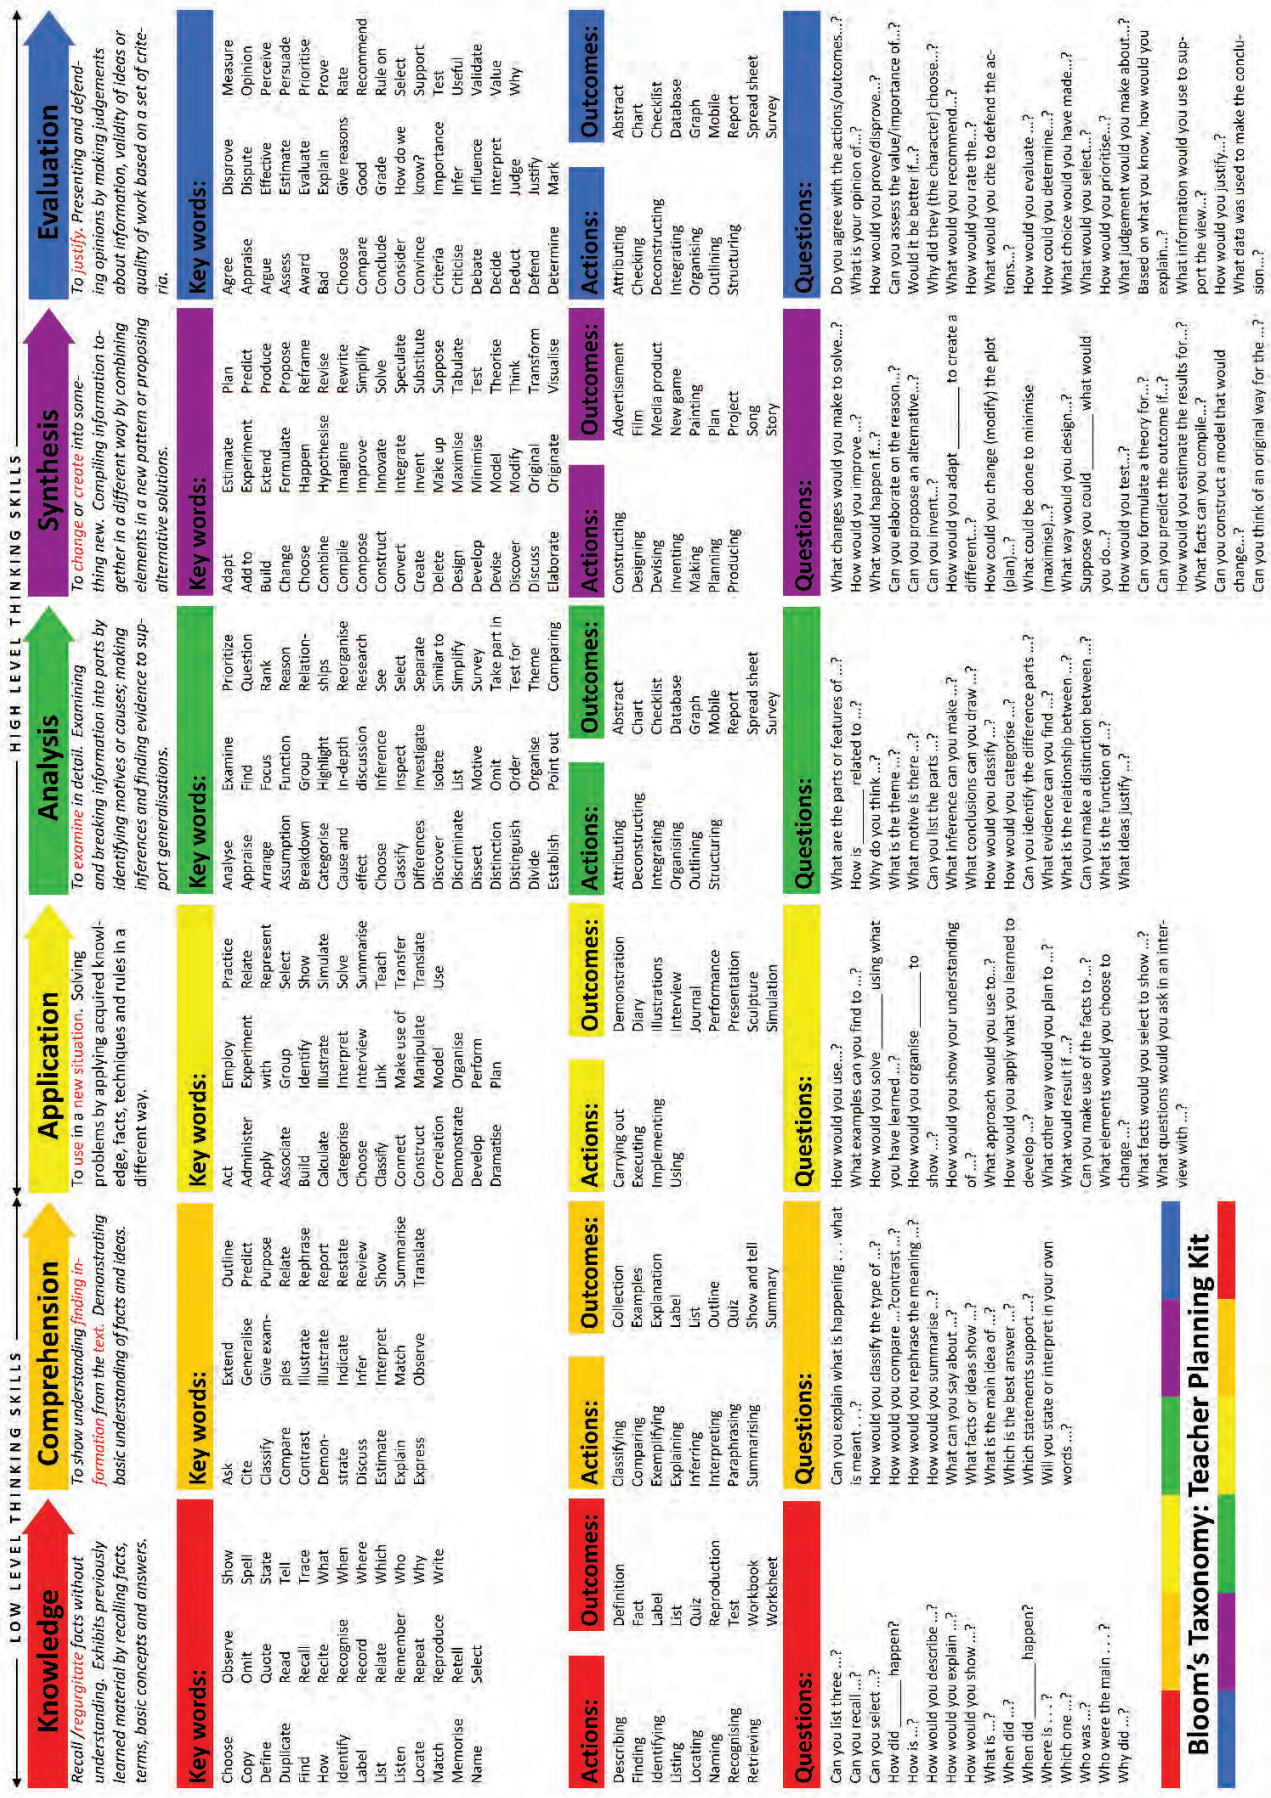 LOW LEVEL THINKING SKILLS
HIGH LEVEL THINKING SKILLS
Knowledge
Recall /regurgitate facts without
understanding. Exhibits previously
learned material by recalling facts,
terms, basic concepts and answers.
Key words:
Choose
Copy
Define
Duplicate
Find
How
Identify
Label
List
Listen
Locate
Match
Memorise
Name
Observe
Omit
Quote
Read
Recall
Recite
Recognise
Record
Relate
Remember
Repeat
Reproduce
Retell
Select
Show
Spell
State
Tell
Trace
What
When
Where
Which
Who
Why
Write
Actions:
Describing
Finding
Identifying
Listing
Locating
Naming
Recognising
Retrieving
Outcomes:
Definition
Fact
Label
List
Quiz
Reproduction
Test
Workbook
Worksheet
Questions:
Can you list three ...?
Can you recall ...?
Can you select ...?
How did ______ happen?
How is ...?
How would you describe ...?
How would you explain ...?
How would you show ...?
What is ...?
When did ...?
When did ______ happen?
Where is . . . ?
Which one ...?
Who was ...?
Who were the main . . . ?
Why did ...?
Comprehension
To show understanding finding in-
formation from the text. Demonstrating
basic understanding of facts and ideas.
Key words:
Ask
Cite
Classify
Compare
Contrast
Demon-
strate
Discuss
Estimate
Explain
Express
Extend
Generalise
Give exam-
ples
Illustrate
Illustrate
Indicate
Infer
Interpret
Match
Observe
Outline
Predict
Purpose
Relate
Rephrase
Report
Restate
Review
Show
Summarise
Translate
Actions:
Classifying
Comparing
Exemplifying
Explaining
Inferring
Interpreting
Paraphrasing
Summarising
Outcomes:
Collection
Examples
Explanation
Label
List
Outline
Quiz
Show and tell
Summary
Questions:
Can you explain what is happening . . . what
is meant . . .?
How would you classify the type of ...?
How would you compare ...?contrast ...?
How would you rephrase the meaning ...?
How would you summarise ...?
What can you say about ...?
What facts or ideas show ...?
What is the main idea of ...?
Which is the best answer ...?
Which statements support ...?
Will you state or interpret in your own
words ...?
Application
To use in a new situation. Solving
problems by applying acquired knowl-
edge, facts, techniques and rules in a
different way.
Key words:
Act
Administer
Apply
Associate
Build
Calculate
Categorise
Choose
Classify
Connect
Construct
Correlation
Demonstrate
Develop
Dramatise
Employ
Experiment
with
Group
Identify
Illustrate
Interpret
Interview
Link
Make use of
Manipulate
Model
Organise
Perform
Plan
Practice
Relate
Represent
Select
Show
Simulate
Solve
Summarise
Teach
Transfer
Translate
Use
Actions:
Carrying out
Executing
Implementing
Using
Outcomes:
Demonstration
Diary
Illustrations
Interview
Journal
Performance
Presentation
Sculpture
Simulation
Questions:
How would you use...?
What examples can you find to ...?
How would you solve ______ using what
you have learned ...?
How would you organise ______ to
show ...?
How would you show your understanding
of ...?
What approach would you use to...?
How would you apply what you learned to
develop ...?
What other way would you plan to ...?
What would result if ...?
Can you make use of the facts to ...?
What elements would you choose to
change ...?
What facts would you select to show ...?
What questions would you ask in an inter-
view with ...?
Analysis
To examine in detail. Examining
and breaking information into parts by
identifying motives or causes; making
inferences and finding evidence to sup-
port generalisations.
Key words:
Analyse
Appraise
Arrange
Assumption
Breakdown
Categorise
Cause and
effect
Choose
Classify
Differences
Discover
Discriminate
Dissect
Distinction
Distinguish
Divide
Establish
Examine
Find
Focus
Function
Group
Highlight
In-depth
discussion
Inference
Inspect
Investigate
Isolate
List
Motive
Omit
Order
Organise
Point out
Prioritize
Question
Rank
Reason
Relation-
ships
Reorganise
Research
See
Select
Separate
Similar to
Simplify
Survey
Take part in
Test for
Theme
Comparing
Actions:
Attributing
Deconstructing
Integrating
Organising
Outlining
Structuring
Outcomes:
Abstract
Chart
Checklist
Database
Graph
Mobile
Report
Spread sheet
Survey
Questions:
What are the parts or features of ...?
How is ______ related to ...?
Why do you think ...?
What is the theme ...?
What motive is there ...?
Can you list the parts ...?
What inference can you make ...?
What conclusions can you draw ...?
How would you classify ...?
How would you categorise ...?
Can you identify the difference parts ...?
What evidence can you find ...?
What is the relationship between ...?
Can you make a distinction between ...?
What is the function of ...?
What ideas justify ...?
Synthesis
To change or create into some-
thing new. Compiling information to-
gether in a different way by combining
elements in a new pattern or proposing
alternative solutions.
Key words:
Adapt
Add to
Build
Change
Choose
Combine
Compile
Compose
Construct
Convert
Create
Delete
Design
Develop
Devise
Discover
Discuss
Elaborate
Estimate
Experiment
Extend
Formulate
Happen
Hypothesise
Imagine
Improve
Innovate
Integrate
Invent
Make up
Maximise
Minimise
Model
Modify
Original
Originate
Plan
Predict
Produce
Propose
Reframe
Revise
Rewrite
Simplify
Solve
Speculate
Substitute
Suppose
Tabulate
Test
Theorise
Think
Transform
Visualise
Actions:
Constructing
Designing
Devising
Inventing
Making
Planning
Producing
Outcomes:
Advertisement
Film
Media product
New game
Painting
Plan
Project
Song
Story
Questions:
What changes would you make to solve...?
How would you improve ...?
What would happen if...?
Can you elaborate on the reason...?
Can you propose an alternative...?
Can you invent...?
How would you adapt ______ to create a
different...?
How could you change (modify) the plot
(plan)...?
What could be done to minimise
(maximise)...?
What way would you design...?
Suppose you could ______ what would
you do...?
How would you test...?
Can you formulate a theory for...?
Can you predict the outcome if...?
How would you estimate the results for...?
What facts can you compile...?
Can you construct a model that would
change...?
Can you think of an original way for the ...?
Evaluation
To justify. Presenting and defend-
ing opinions by making judgements
about information, validity of ideas or
quality of work based on a set of crite-
ria.
Key words:
Agree
Appraise
Argue
Assess
Award
Bad
Choose
Compare
Conclude
Consider
Convince
Criteria
Criticise
Debate
Decide
Deduct
Defend
Determine
Disprove
Dispute
Effective
Estimate
Evaluate
Explain
Give reasons
Good
Grade
How do we
know?
Importance
Infer
Influence
Interpret
Judge
Justify
Mark
Measure
Opinion
Perceive
Persuade
Prioritise
Prove
Rate
Recommend
Rule on
Select
Support
Test
Useful
Validate
Value
Why
Actions:
Attributing
Checking
Deconstructing
Integrating
Organising
Outlining
Structuring
Outcomes:
Abstract
Chart
Checklist
Database
Graph
Mobile
Report
Spread sheet
Survey
Questions:
Do you agree with the actions/outcomes...?
What is your opinion of...?
How would you prove/disprove...?
Can you assess the value/importance of...?
Would it be better if...?
Why did they (the character) choose...?
What would you recommend...?
How would you rate the...?
What would you cite to defend the ac-
tions...?
How would you evaluate ...?
How could you determine...?
What choice would you have made...?
What would you select...?
How would you prioritise...?
What judgement would you make about...?
Based on what you know, how would you
explain...?
What information would you use to sup-
port the view...?
How would you justify...?
What data was used to make the conclu-
sion...?
Bloom's Taxonomy: Teacher Planning Kit